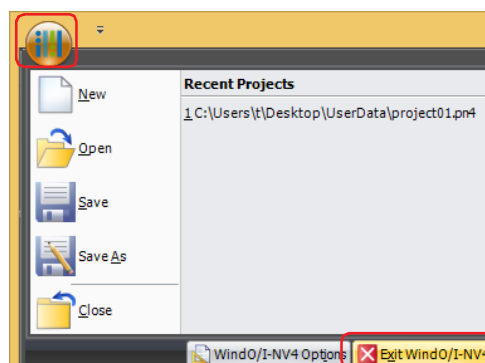 New
Recent Projects
1 C:\Users\t\Desktop\UserData\project01.pn4
Open
Save
Save As
Close
WindO/I-NV4 Options
Exit WindO/I-NV4